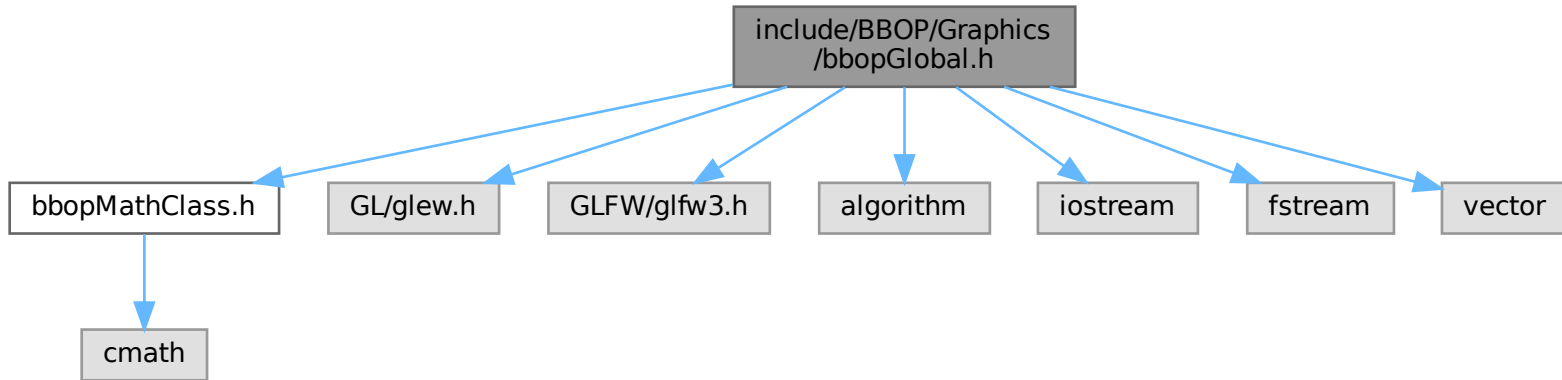 include/BBOP/Graphics
/bbopGlobal.h
bbopMathClass.h
GL/glew.h
GLFW/glfw3.h
algorithm
iostream
fstream
vector
cmath